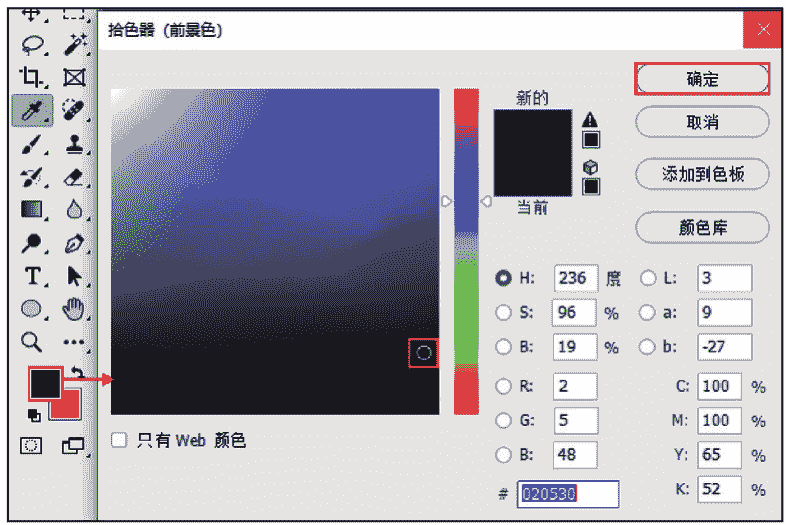 拾色器 (前景色)
确定
新的
取消
添加到色板
当前
颜色库
H: 236 度
L: 3
S: 96 %
a: 9
B: 19 %
b: -27
R: 2
C: 100 %
G: 5
M: 100 %
B: 48
Y: 65 %
# 020530
K: 52 %
只有 Web 颜色
T